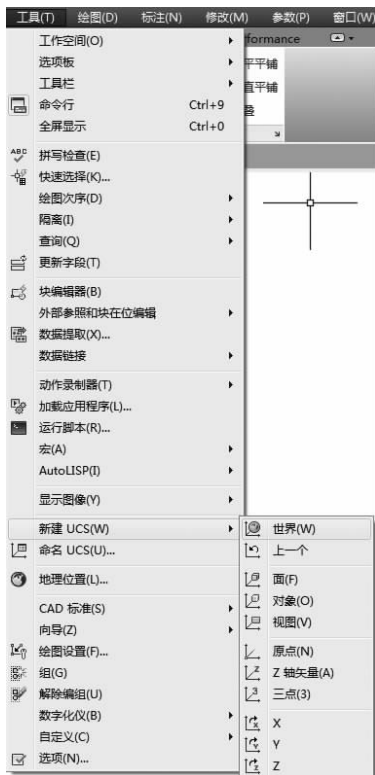 工具(T) 绘图(D) 标注(N) 修改(M) 参数(P) 窗口(W)
工作空间(O)
formance
选项板
平平铺
工具栏
直平铺
命令行 Ctrl+9
全屏显示 Ctrl+0
ABC 拼写检查(E)
快速选择(K)...
绘图次序(D)
隔离(I)
查询(Q)
更新字段(T)
块编辑器(B)
外部参照和块在位编辑
数据提取(X)...
数据链接
动作录制器(T)
加载应用程序(L)...
运行脚本(R)...
宏(A)
AutoLISP(I)
显示图像(Y)
新建 UCS(W) 世界(W)
命名 UCS(U)... 上一个
地理位置(L)... 面(F)
对象(O)
CAD 标准(S)
视图(V)
向导(Z)
绘图设置(F)... 原点(N)
组(G) Z 轴矢量(A)
解除编组(U) 三点(3)
数字化仪(B) X
自定义(C) Y
选项(N)... Z